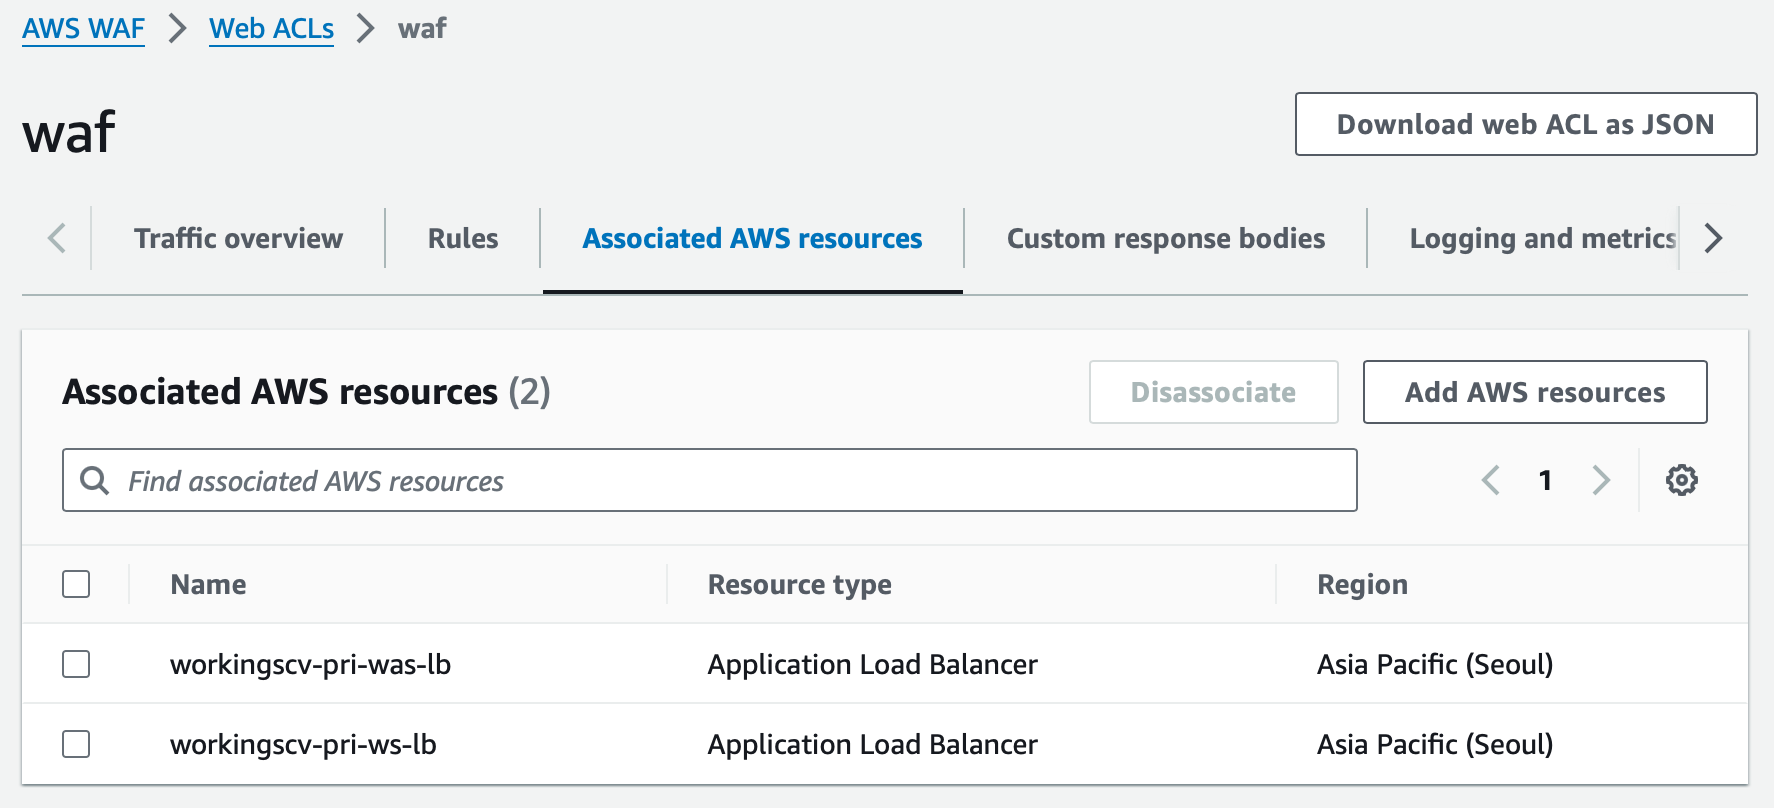 AWS WAF > Web ACLs > waf
waf
Download web ACL as JSON
Traffic overview Rules Associated AWS resources Custom response bodies Logging and metrics
Associated AWS resources (2) Disassociate Add AWS resources
Find associated AWS resources 1
Name Resource type Region
workingscv-pri-was-lb Application Load Balancer Asia Pacific (Seoul)
workingscv-pri-ws-lb Application Load Balancer Asia Pacific (Seoul)